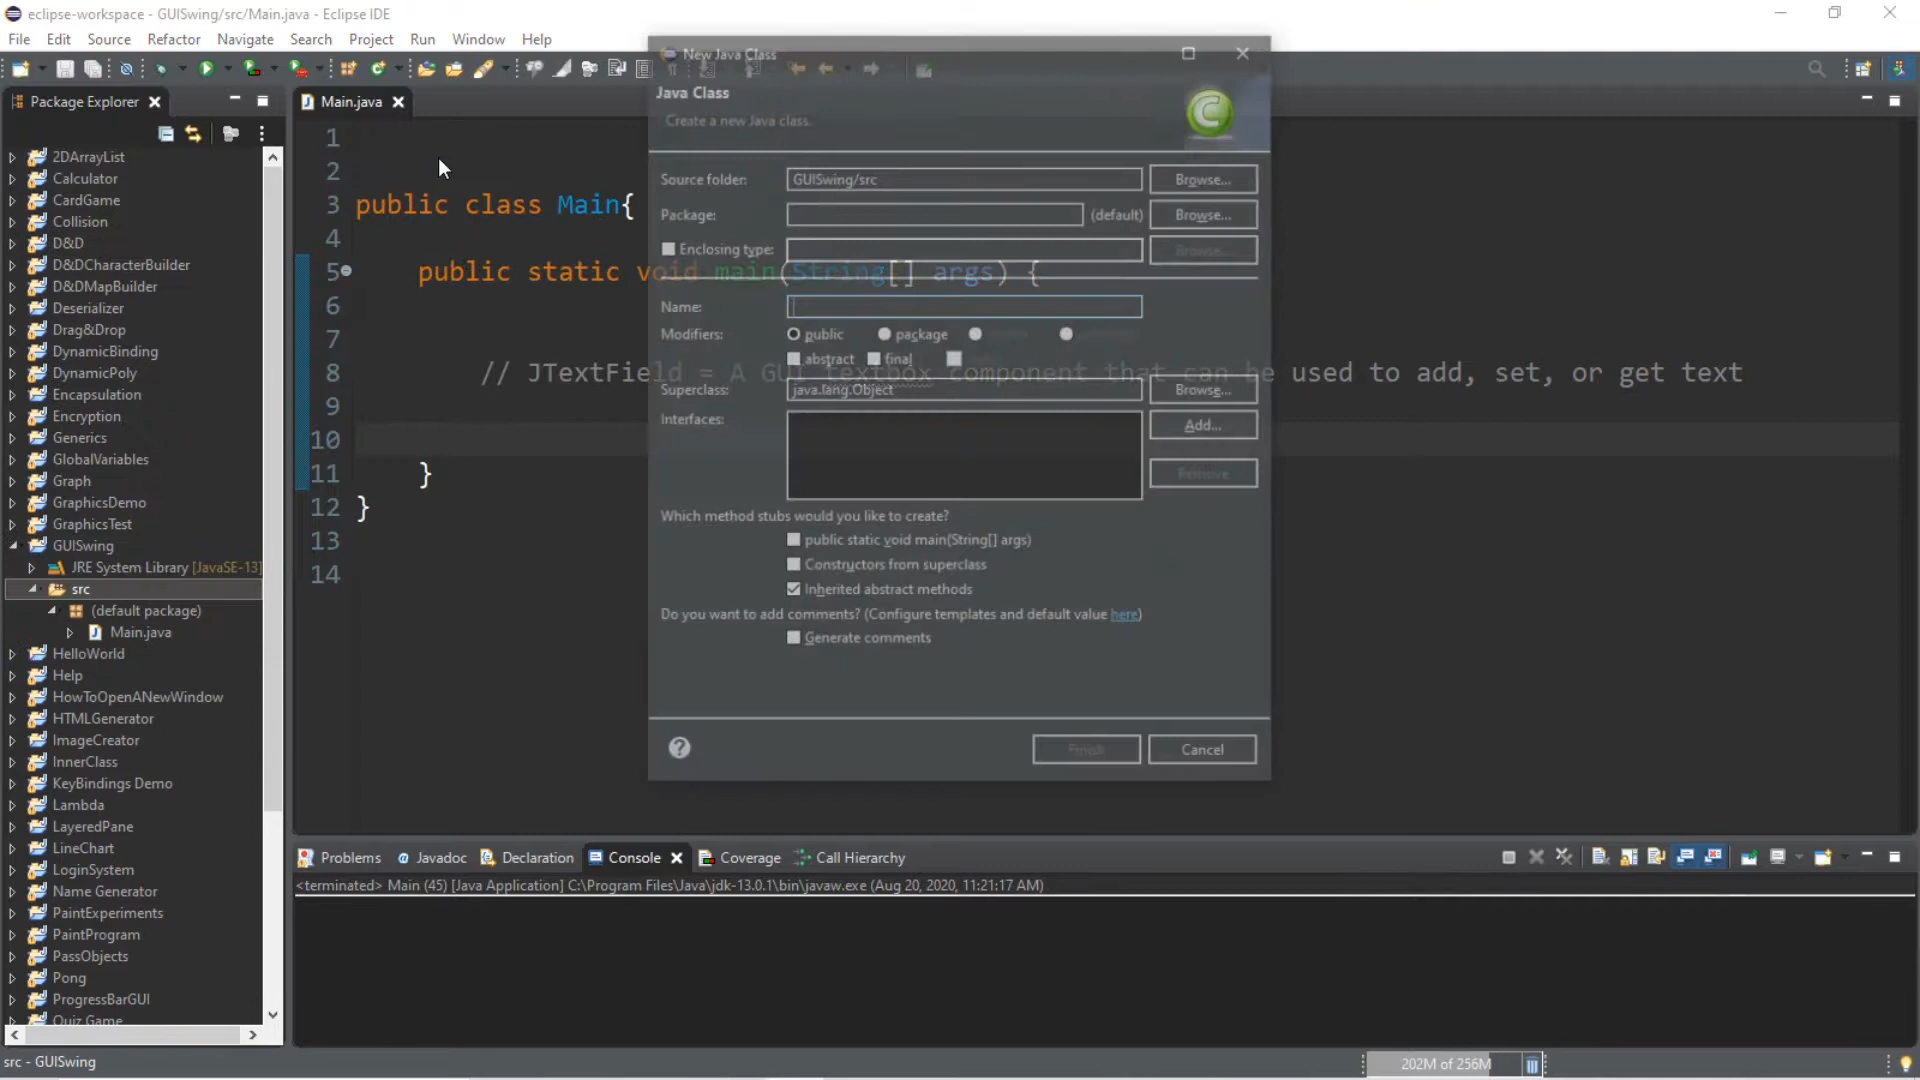 eclipse-workspace - GUISwing/src/Main.java - Eclipse IDE
File Edit Source Refactor Navigate Search Project Run Window Help
Package Explorer
Main.java
2DArrayList
Calculator
CardGame
Collision
D&D
D&DCharacterBuilder
D&DMapBuilder
Deserializer
Drag&Drop
DynamicBinding
DynamicPoly
Encapsulation
Encryption
Generics
GlobalVariables
Graph
GraphicsDemo
GraphicsTest
GUISwing
JRE System Library [JavaSE-13]
src
(default package)
Main.java
HelloWorld
Help
HowToOpenANewWindow
HTMLGenerator
ImageCreator
InnerClass
KeyBindings Demo
Lambda
LayeredPane
LineChart
LoginSystem
Name Generator
PaintExperiments
PaintProgram
PassObjects
Pong
ProgressBarGUI
Quiz Game
1
2
3 public class Main{
4
5 public static void main(String[] args) {
6
7
8 // JTextField = A GUI textbox component that can be used to add, set, or get text
9
10
11 }
12 }
13
14
New Java Class
Java Class
Create a new Java class.
Source folder: GUISwing/src Browse...
Package: (default) Browse...
Enclosing type: Browse...
Name:
Modifiers: public package
abstract final
Superclass: java.lang.Object Browse...
Interfaces: Add...
Remove
Which method stubs would you like to create?
public static void main(String[] args)
Constructors from superclass
Inherited abstract methods
Do you want to add comments? (Configure templates and default value here)
Generate comments
Finish Cancel
Problems Javadoc Declaration Console Coverage Call Hierarchy
<terminated> Main (45) [Java Application] C:\Program Files\Java\jdk-13.0.1\bin\javaw.exe (Aug 20, 2020, 11:21:17 AM)
src - GUISwing
202M of 256M